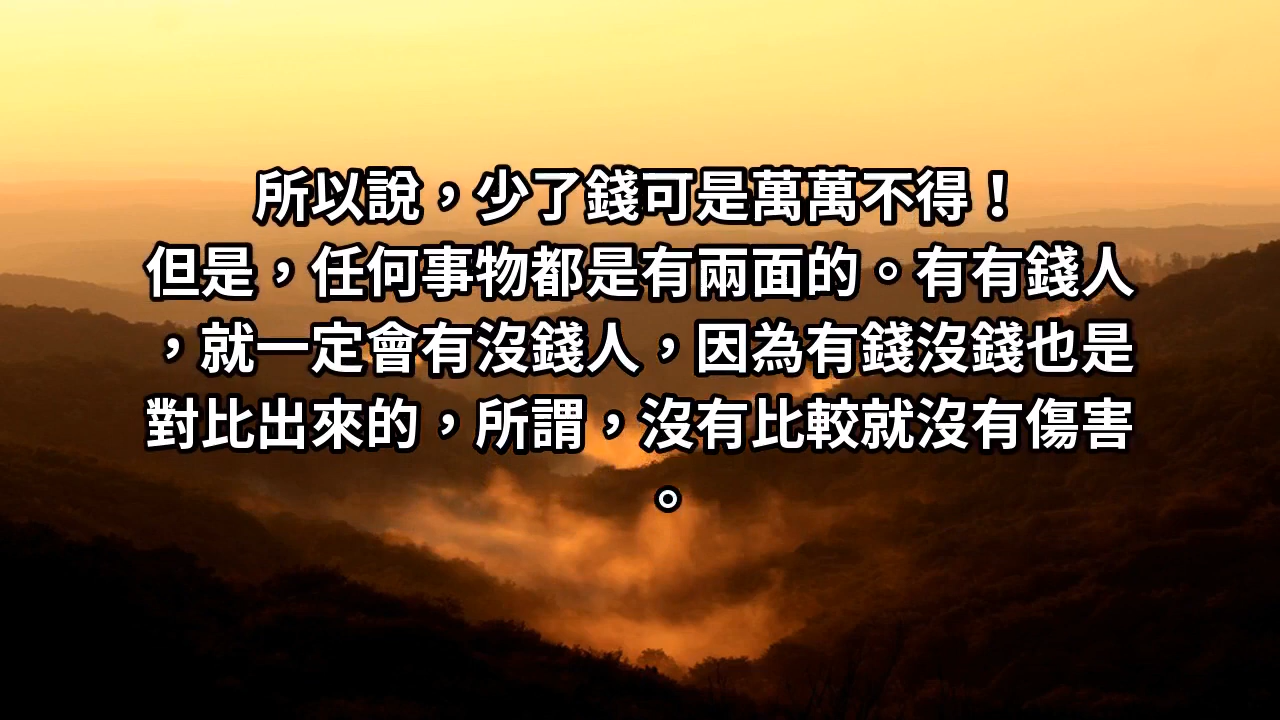 所以說，少了錢可是萬萬不得！
但是，任何事物都是有兩面的。有有錢人
，就一定會有沒錢人，因為有錢沒錢也是
對比出來的，所謂，沒有比較就沒有傷害
。